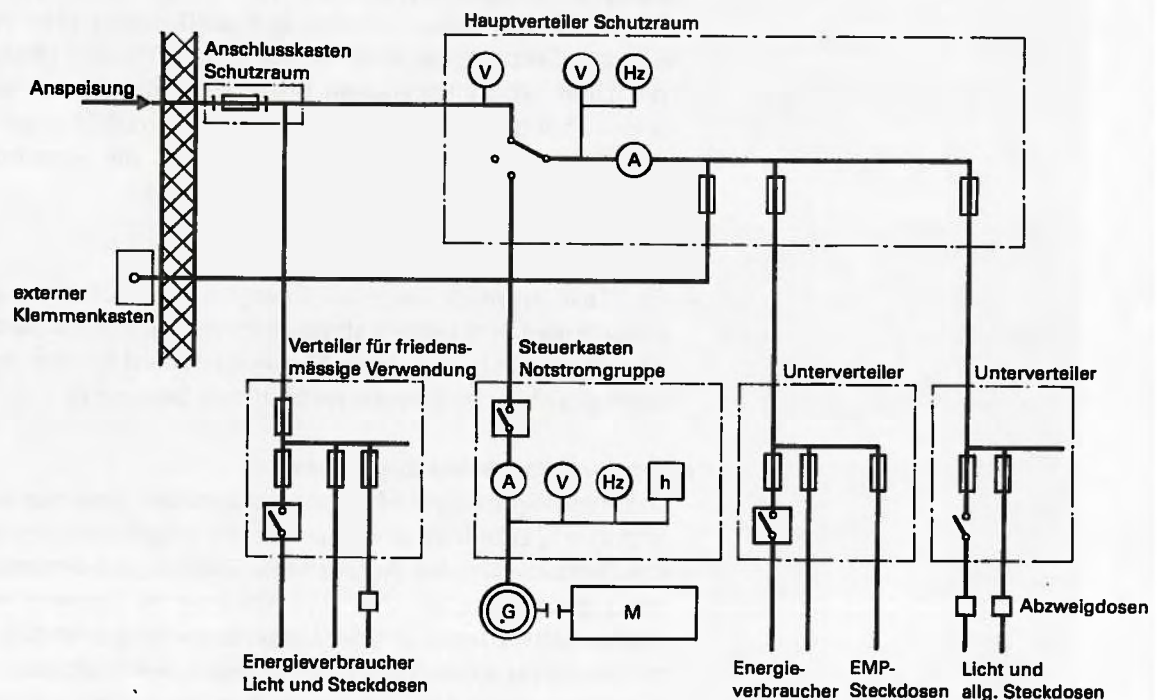 Hauptverteiler Schutzraum
Anschlusskasten
Schutzraum
V
V
Hz
Anspeisung
A
externer
Klemmenkasten
Verteiler für friedens-
mässige Verwendung
Steuerkasten
Notstromgruppe
Unterverteiler
Unterverteiler
A
V
Hz
h
G
M
Abzweigdosen
Energieverbraucher
Licht und Steckdosen
Energie-
verbraucher
EMP-
Steckdosen
Licht und
allg. Steckdosen